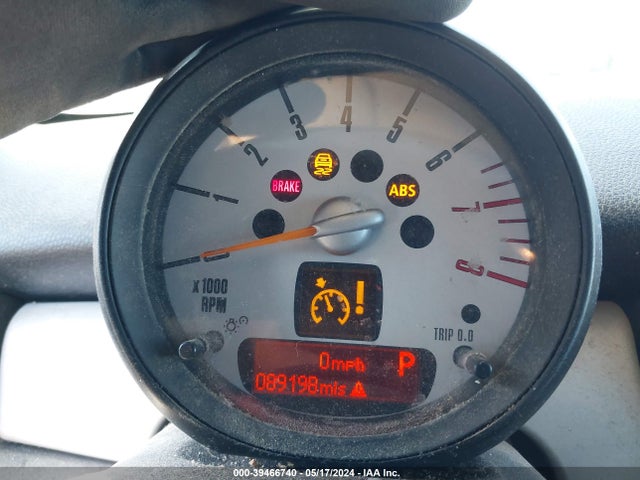 4
3 5
2 6
BRAKE ABS
1 7
0 8
x1000
RPM
!
TRIP 0.0
0mph P
089198mls
000-39466740 - 05/17/2024 - IAA Inc.